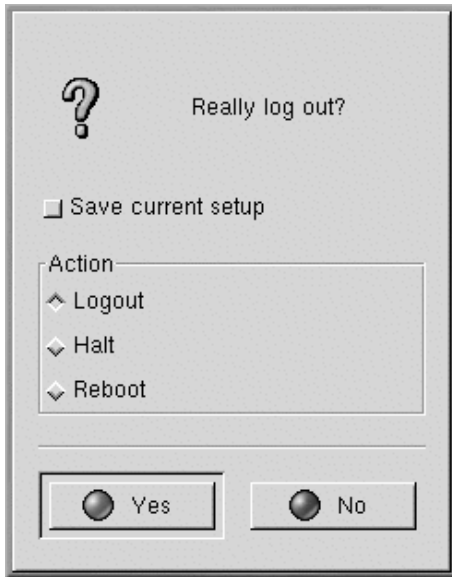 Really log out?
Save current setup
Action
Logout
Halt
Reboot
Yes No